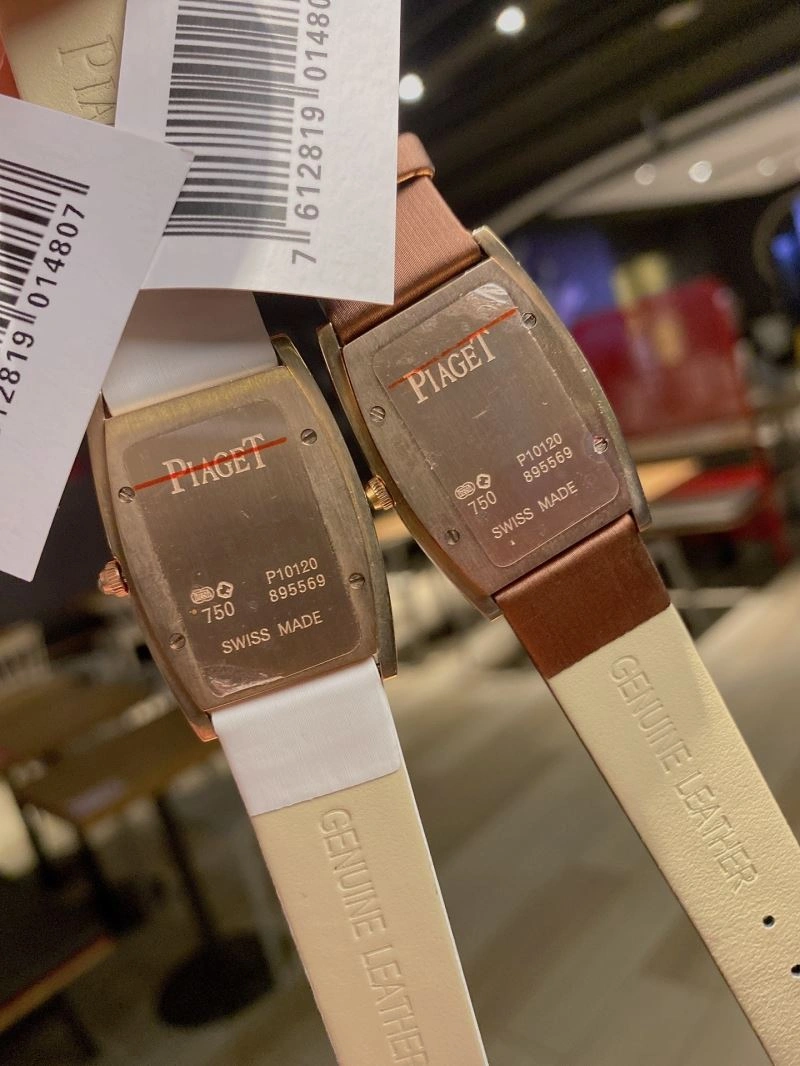 PIA
7 612819 01480
12819 014807
PIAGET
750
P10120
895569
SWISS MADE
GENUINE LEATHER
PIAGET
750
P10120
895569
SWISS MADE
GENUINE LEATHER